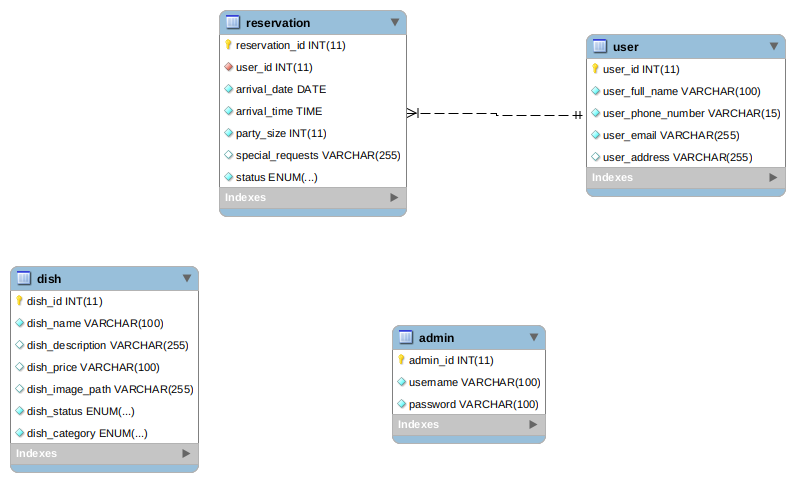 reservation
reservation_id INT(11)
user_id INT(11)
arrival_date DATE
arrival_time TIME
party_size INT(11)
special_requests VARCHAR(255)
status ENUM(...)
Indexes
user
user_id INT(11)
user_full_name VARCHAR(100)
user_phone_number VARCHAR(15)
user_email VARCHAR(255)
user_address VARCHAR(255)
Indexes
dish
dish_id INT(11)
dish_name VARCHAR(100)
dish_description VARCHAR(255)
dish_price VARCHAR(100)
dish_image_path VARCHAR(255)
dish_status ENUM(...)
dish_category ENUM(...)
Indexes
admin
admin_id INT(11)
username VARCHAR(100)
password VARCHAR(100)
Indexes